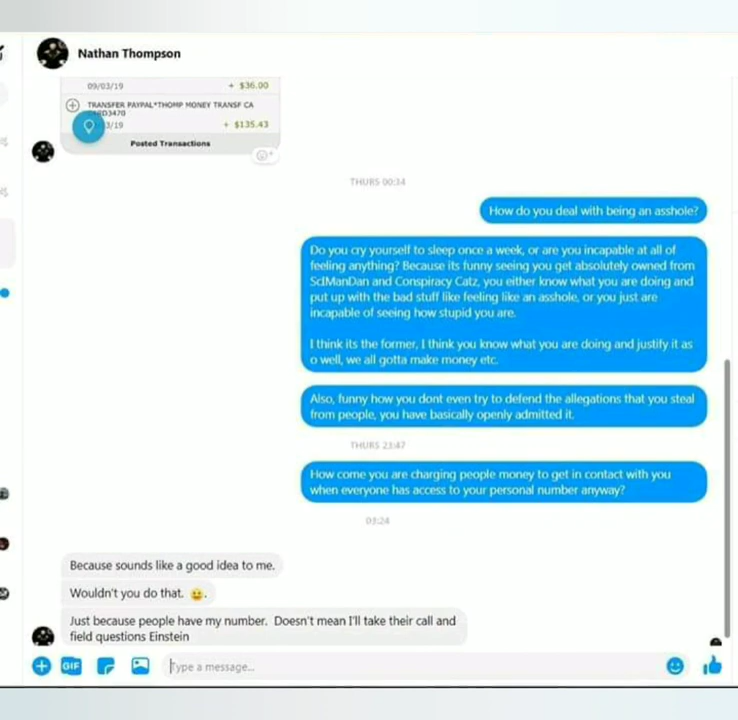 Nathan Thompson
09/03/19 + $36.00
TRANSFER PAYPAL*THOMP MONEY TRANSF CA
3/19 + $135.43
Posted Transactions
THURS 00:34
How do you deal with being an asshole?
Do you cry yourself to sleep once a week, or are you incapable at all of
feeling anything? Because its funny seeing you get absolutely owned from
SciManDan and Conspiracy Catz, you either know what you are doing and
put up with the bad stuff like feeling like an asshole, or you just are
incapable of seeing how stupid you are.
I think its the former, I think you know what you are doing and justify it as
o well, we all gotta make money etc.
Also, funny how you dont even try to defend the allegations that you steal
from people, you have basically openly admitted it.
THURS 23:47
How come you are charging people money to get in contact with you
when everyone has access to your personal number anyway?
03:24
Because sounds like a good idea to me.
Wouldn't you do that. 😀.
Just because people have my number. Doesn't mean I'll take their call and
field questions Einstein
GIF
Type a message...